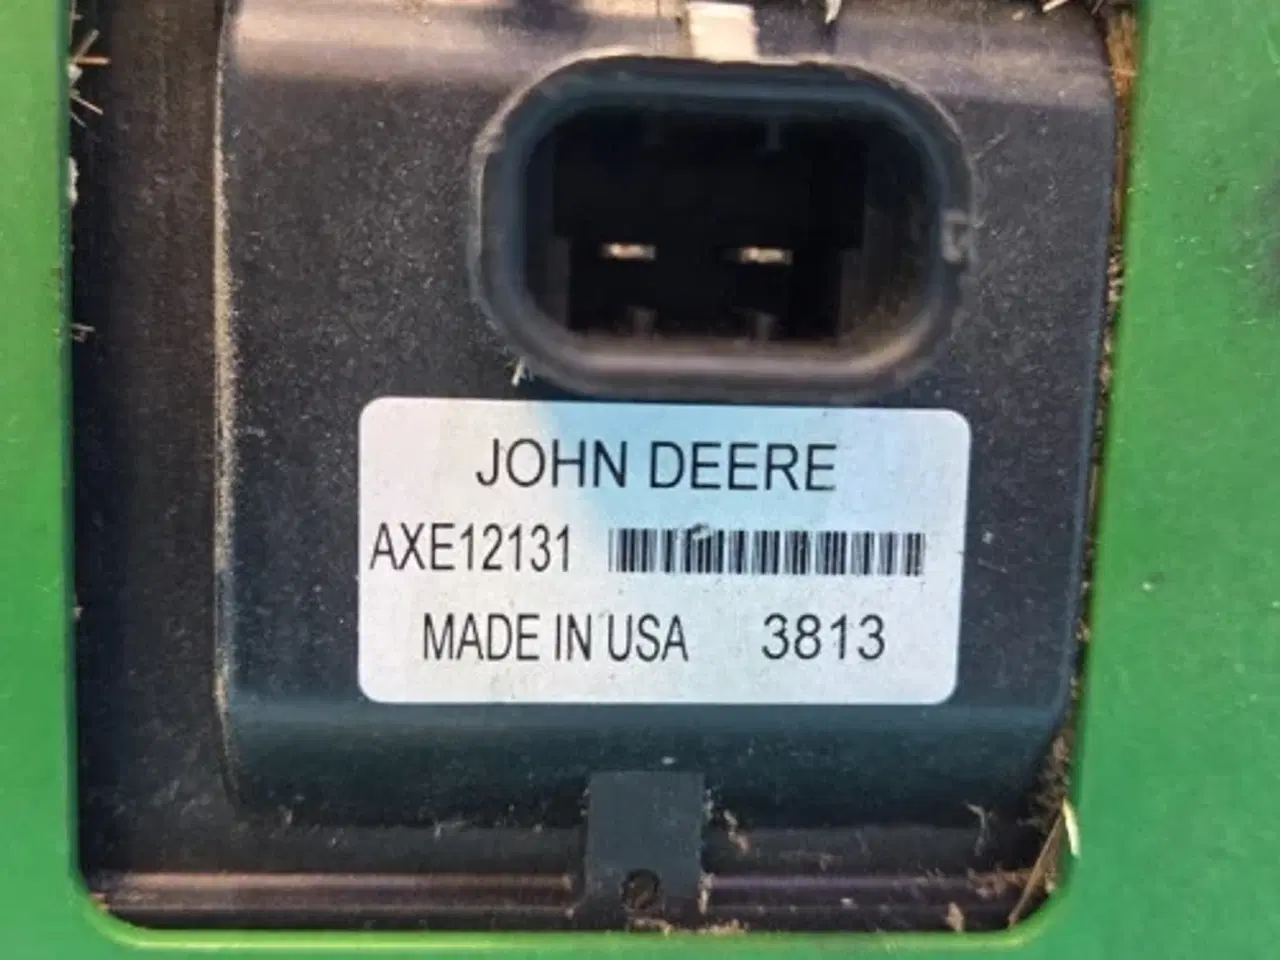 JOHN DEERE
AXE12131
MADE IN USA 3813